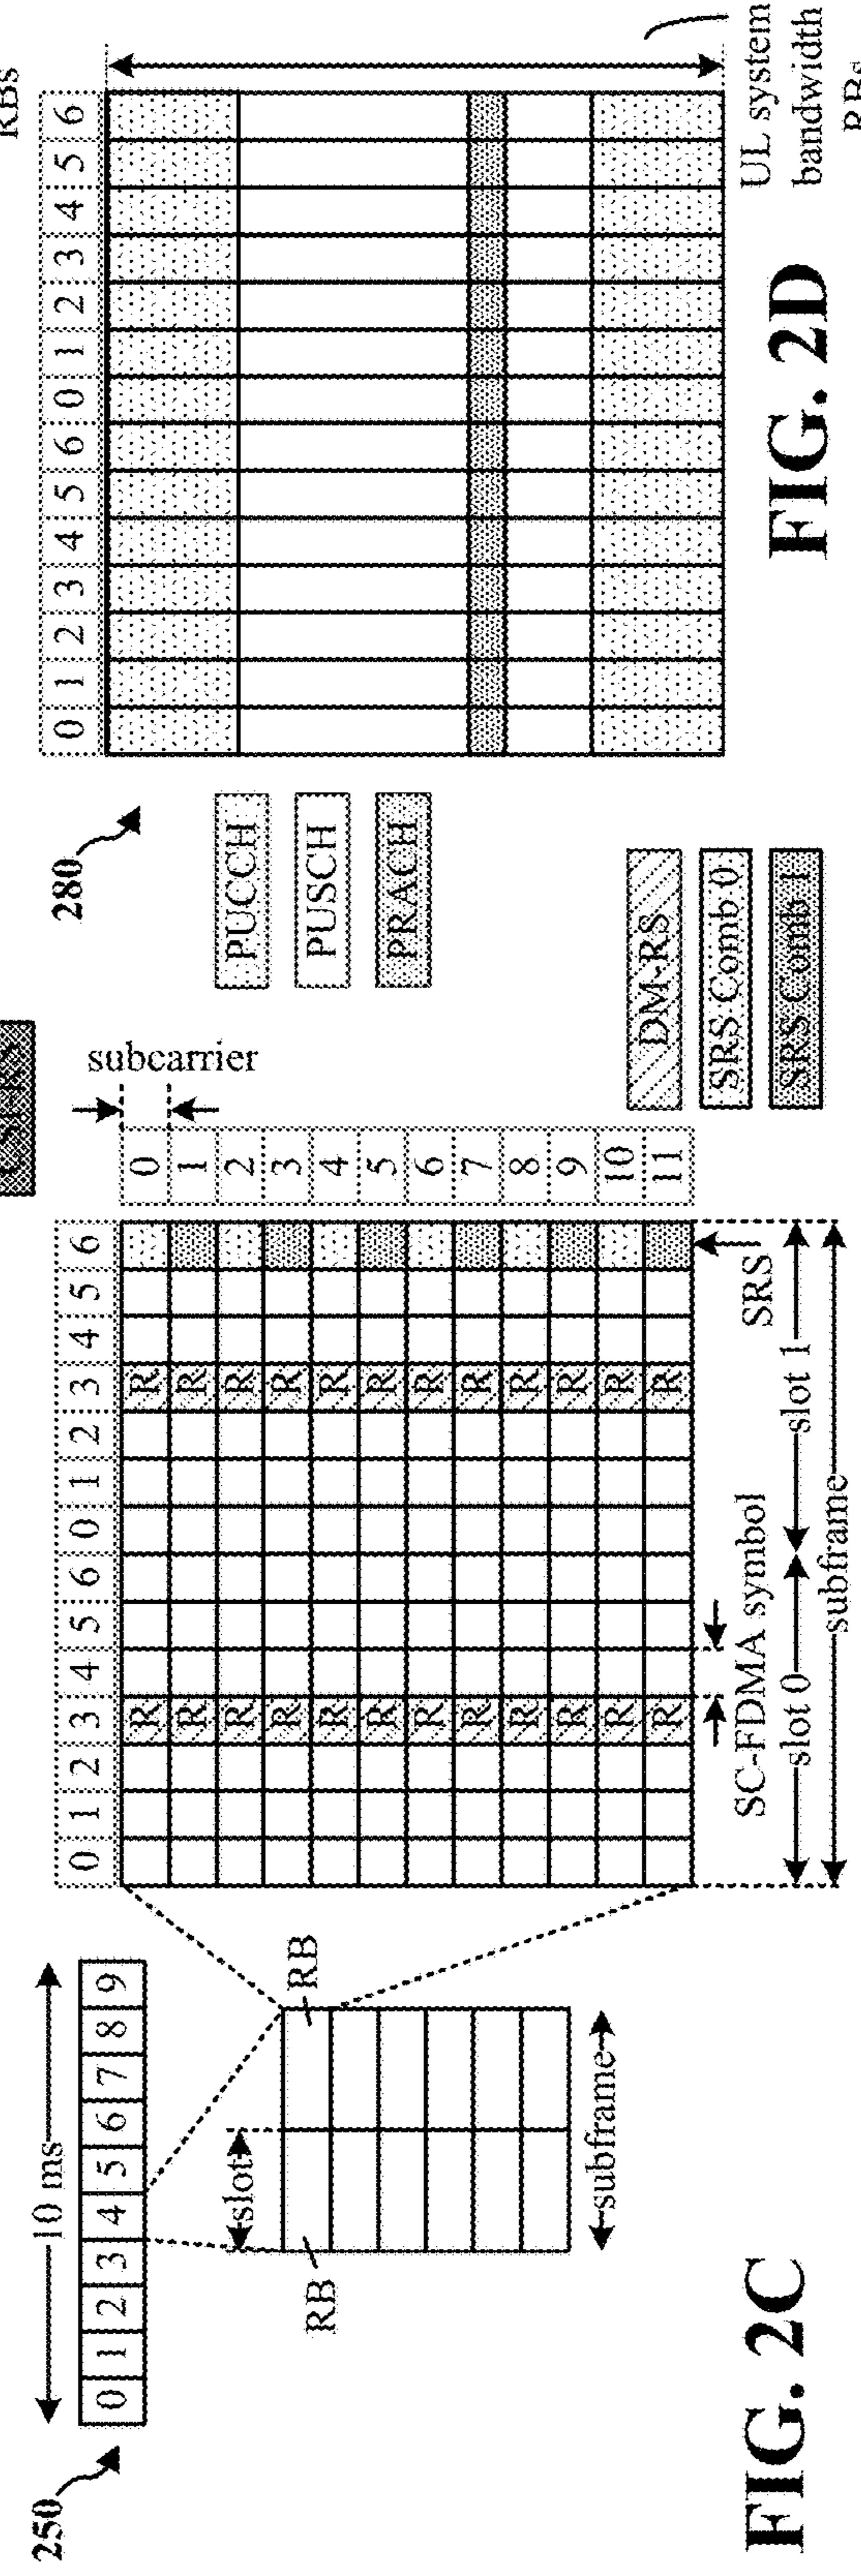 250
10 ms
0 1 2 3 4 5 6 7 8 9
RB
slot
RB
subframe
FIG. 2C
0 1 2 3 4 5 6 0 1 2 3 4 5 6
subcarrier
R R 0
R R 1
R R 2
R R 3
R R 4
R R 5
R R 6
R R 7
R R 8
R R 9
R R 10
R R 11
SC-FDMA symbol
SRS
slot 0
slot 1
subframe
DM-RS
SRS Comb 0
SRS Comb 1
280
PUCCH
PUSCH
PRACH
0 1 2 3 4 5 6 0 1 2 3 4 5 6
UL system
bandwidth
FIG. 2D